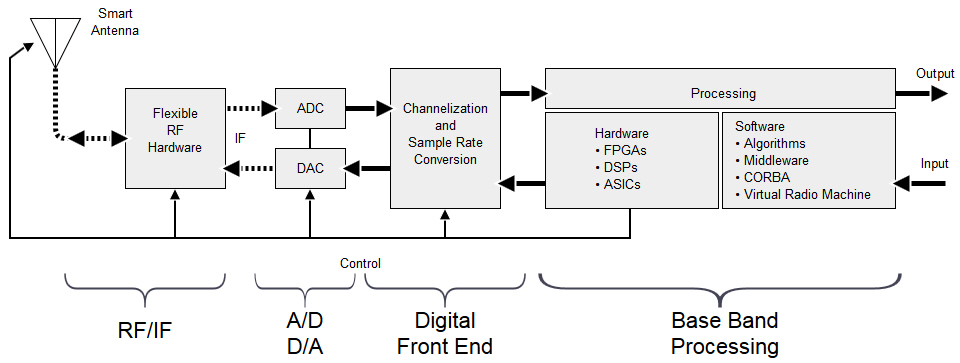 Smart
Antenna
Flexible
RF
Hardware
IF
ADC
DAC
Channelization
and
Sample Rate
Conversion
Processing
Hardware
• FPGAs
• DSPs
• ASICs
Software
• Algorithms
• Middleware
• CORBA
• Virtual Radio Machine
Output
Input
Control
RF/IF
A/D
D/A
Digital
Front End
Base Band
Processing